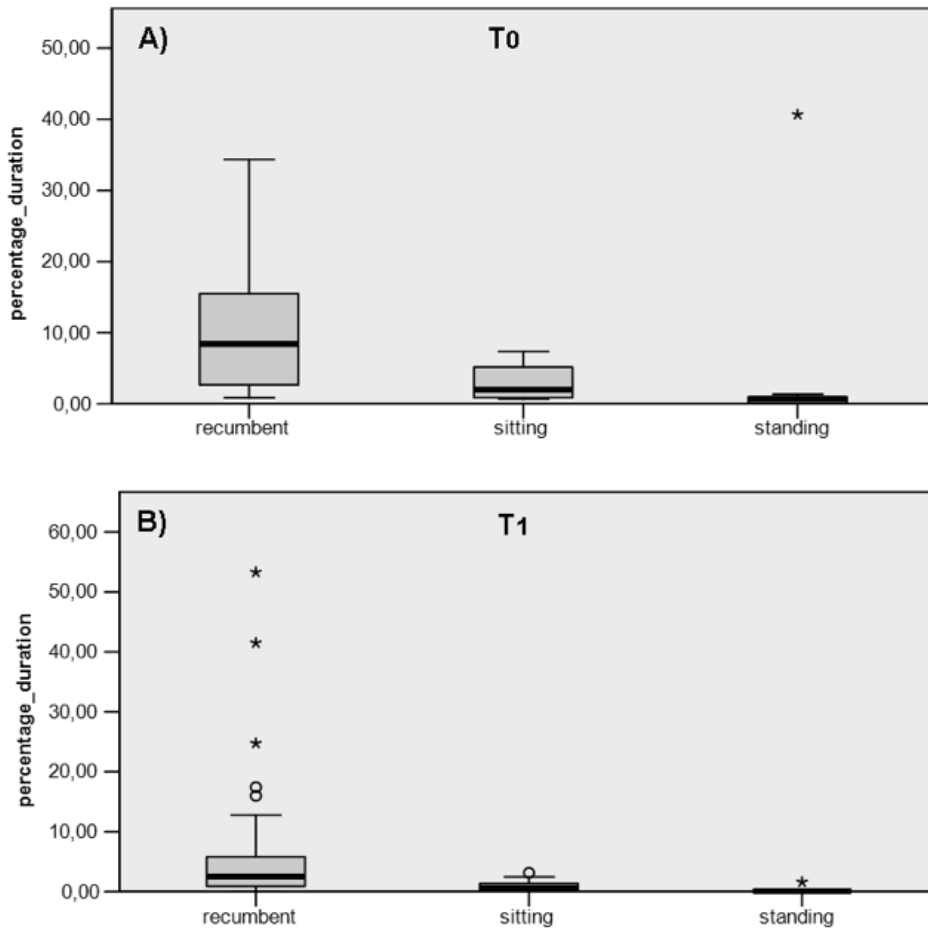 A)
T0
percentage_duration
50,00
40,00
30,00
20,00
10,00
0,00
recumbent
sitting
standing
B)
T1
percentage_duration
60,00
50,00
40,00
30,00
20,00
10,00
0,00
recumbent
sitting
standing